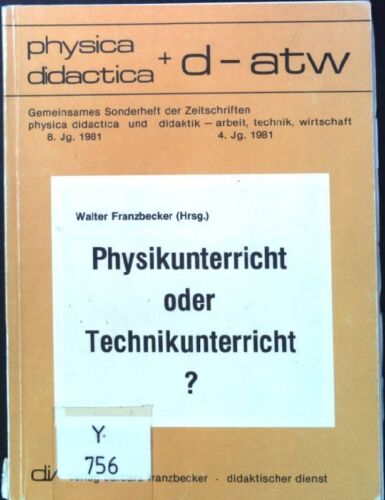 physica
didactica + d-atw
Gemeinsames Sonderheft der Zeitschriften
physica didactica und didaktik – arbeit, technik, wirtschaft
8. Jg. 1981 4. Jg. 1981
Walter Franzbecker (Hrsg.)
Physikunterricht
oder
Technikunterricht
?
Y
756
franzbecker · didaktischer dienst